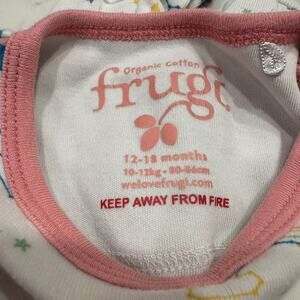 Organic cotton
frugi
12-18 months
10-12kg • 80-86cm
welovefrugi.com
KEEP AWAY FROM FIRE